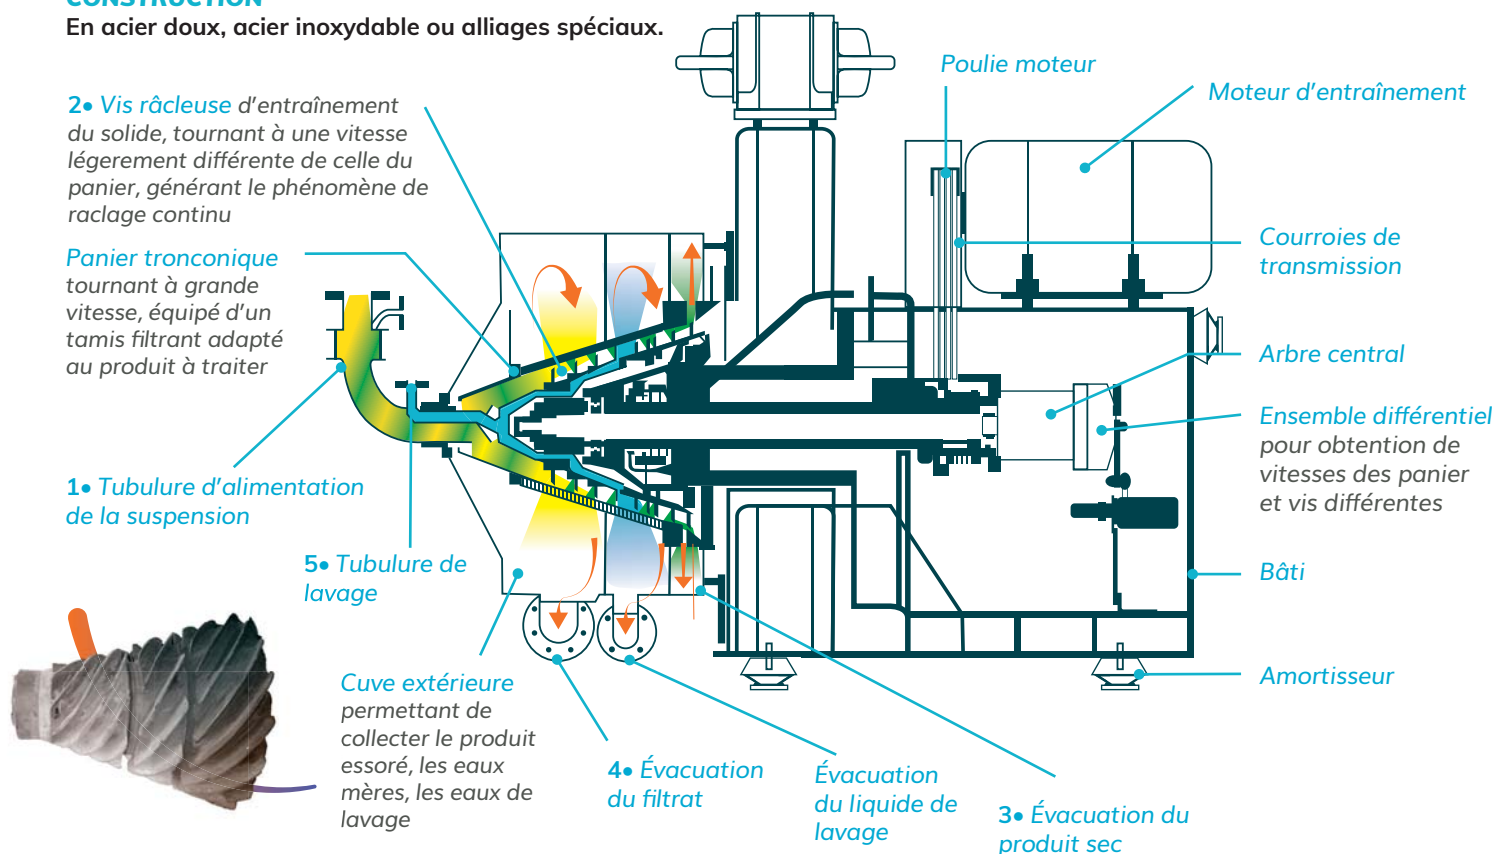 CONSTRUCTION
En acier doux, acier inoxydable ou alliages spéciaux.
2• Vis râcleuse d'entraînement
du solide, tournant à une vitesse
légerement différente de celle du
panier, générant le phénomène de
raclage continu
Panier tronconique
tournant à grande
vitesse, équipé d'un
tamis filtrant adapté
au produit à traiter
1• Tubulure d'alimentation
de la suspension
5• Tubulure de
lavage
Cuve extérieure
permettant de
collecter le produit
essoré, les eaux
mères, les eaux de
lavage
4• Évacuation
du filtrat
Évacuation
du liquide de
lavage
3• Évacuation du
produit sec
Poulie moteur
Moteur d'entraînement
Courroies de
transmission
Arbre central
Ensemble différentiel
pour obtention de
vitesses des panier
et vis différentes
Bâti
Amortisseur